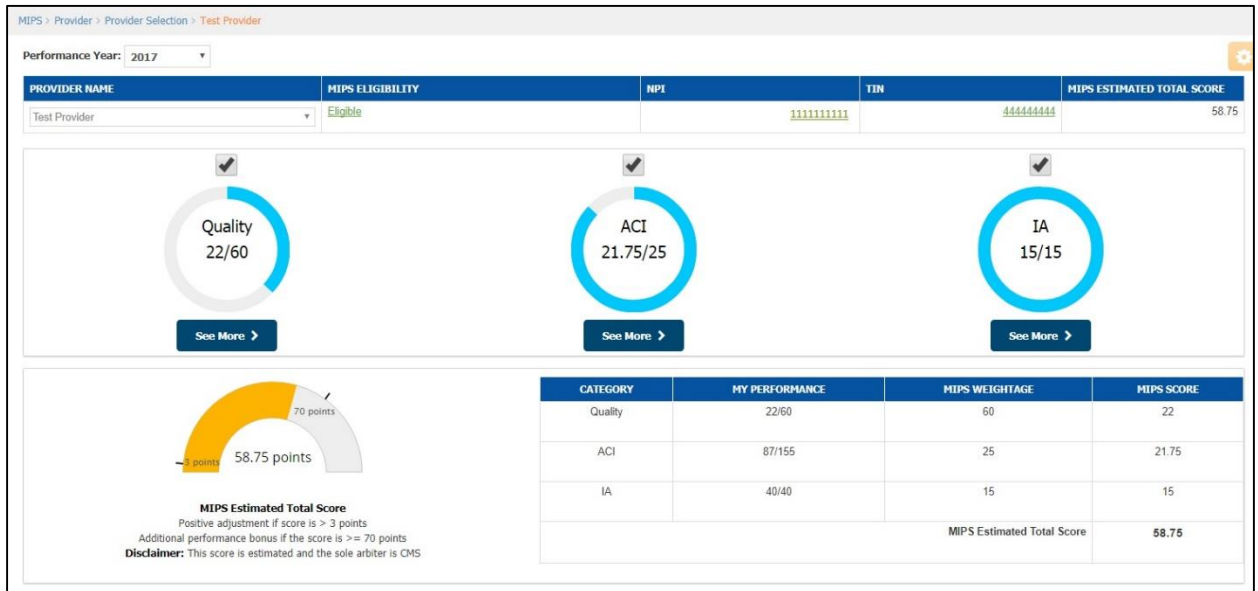 MIPS > Provider > Provider Selection > Test Provider
Performance Year: 2017
PROVIDER NAME MIPS ELIGIBILITY NPI TIN MIPS ESTIMATED TOTAL SCORE
Test Provider Eligible 1111111111 444444444 58.75
Quality
22/60
See More >
ACI
21.75/25
See More >
IA
15/15
See More >
70 points
3 points
58.75 points
MIPS Estimated Total Score
Positive adjustment if score is > 3 points
Additional performance bonus if the score is >= 70 points
Disclaimer: This score is estimated and the sole arbiter is CMS
CATEGORY MY PERFORMANCE MIPS WEIGHTAGE MIPS SCORE
Quality 22/60 60 22
ACI 87/155 25 21.75
IA 40/40 15 15
MIPS Estimated Total Score 58.75